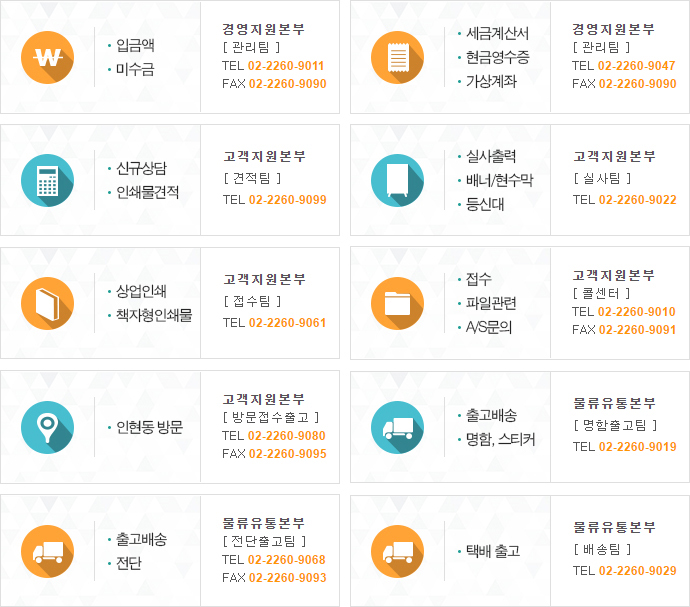 입금액
미수금
경영지원본부
[ 관리팀 ]
TEL 02-2260-9011
FAX 02-2260-9090
세금계산서
현금영수증
가상계좌
경영지원본부
[ 관리팀 ]
TEL 02-2260-9047
FAX 02-2260-9090
신규상담
인쇄물견적
고객지원본부
[ 견적팀 ]
TEL 02-2260-9099
실사출력
배너/현수막
등신대
고객지원본부
[ 실사팀 ]
TEL 02-2260-9022
상업인쇄
책자형인쇄물
고객지원본부
[ 접수팀 ]
TEL 02-2260-9061
접수
파일관련
A/S문의
고객지원본부
[ 콜센터 ]
TEL 02-2260-9010
FAX 02-2260-9091
인현동 방문
고객지원본부
[ 방문접수출고 ]
TEL 02-2260-9080
FAX 02-2260-9095
출고배송
명함, 스티커
물류유통본부
[ 명함출고팀 ]
TEL 02-2260-9019
출고배송
전단
물류유통본부
[ 전단출고팀 ]
TEL 02-2260-9068
FAX 02-2260-9093
택배 출고
물류유통본부
[ 배송팀 ]
TEL 02-2260-9029